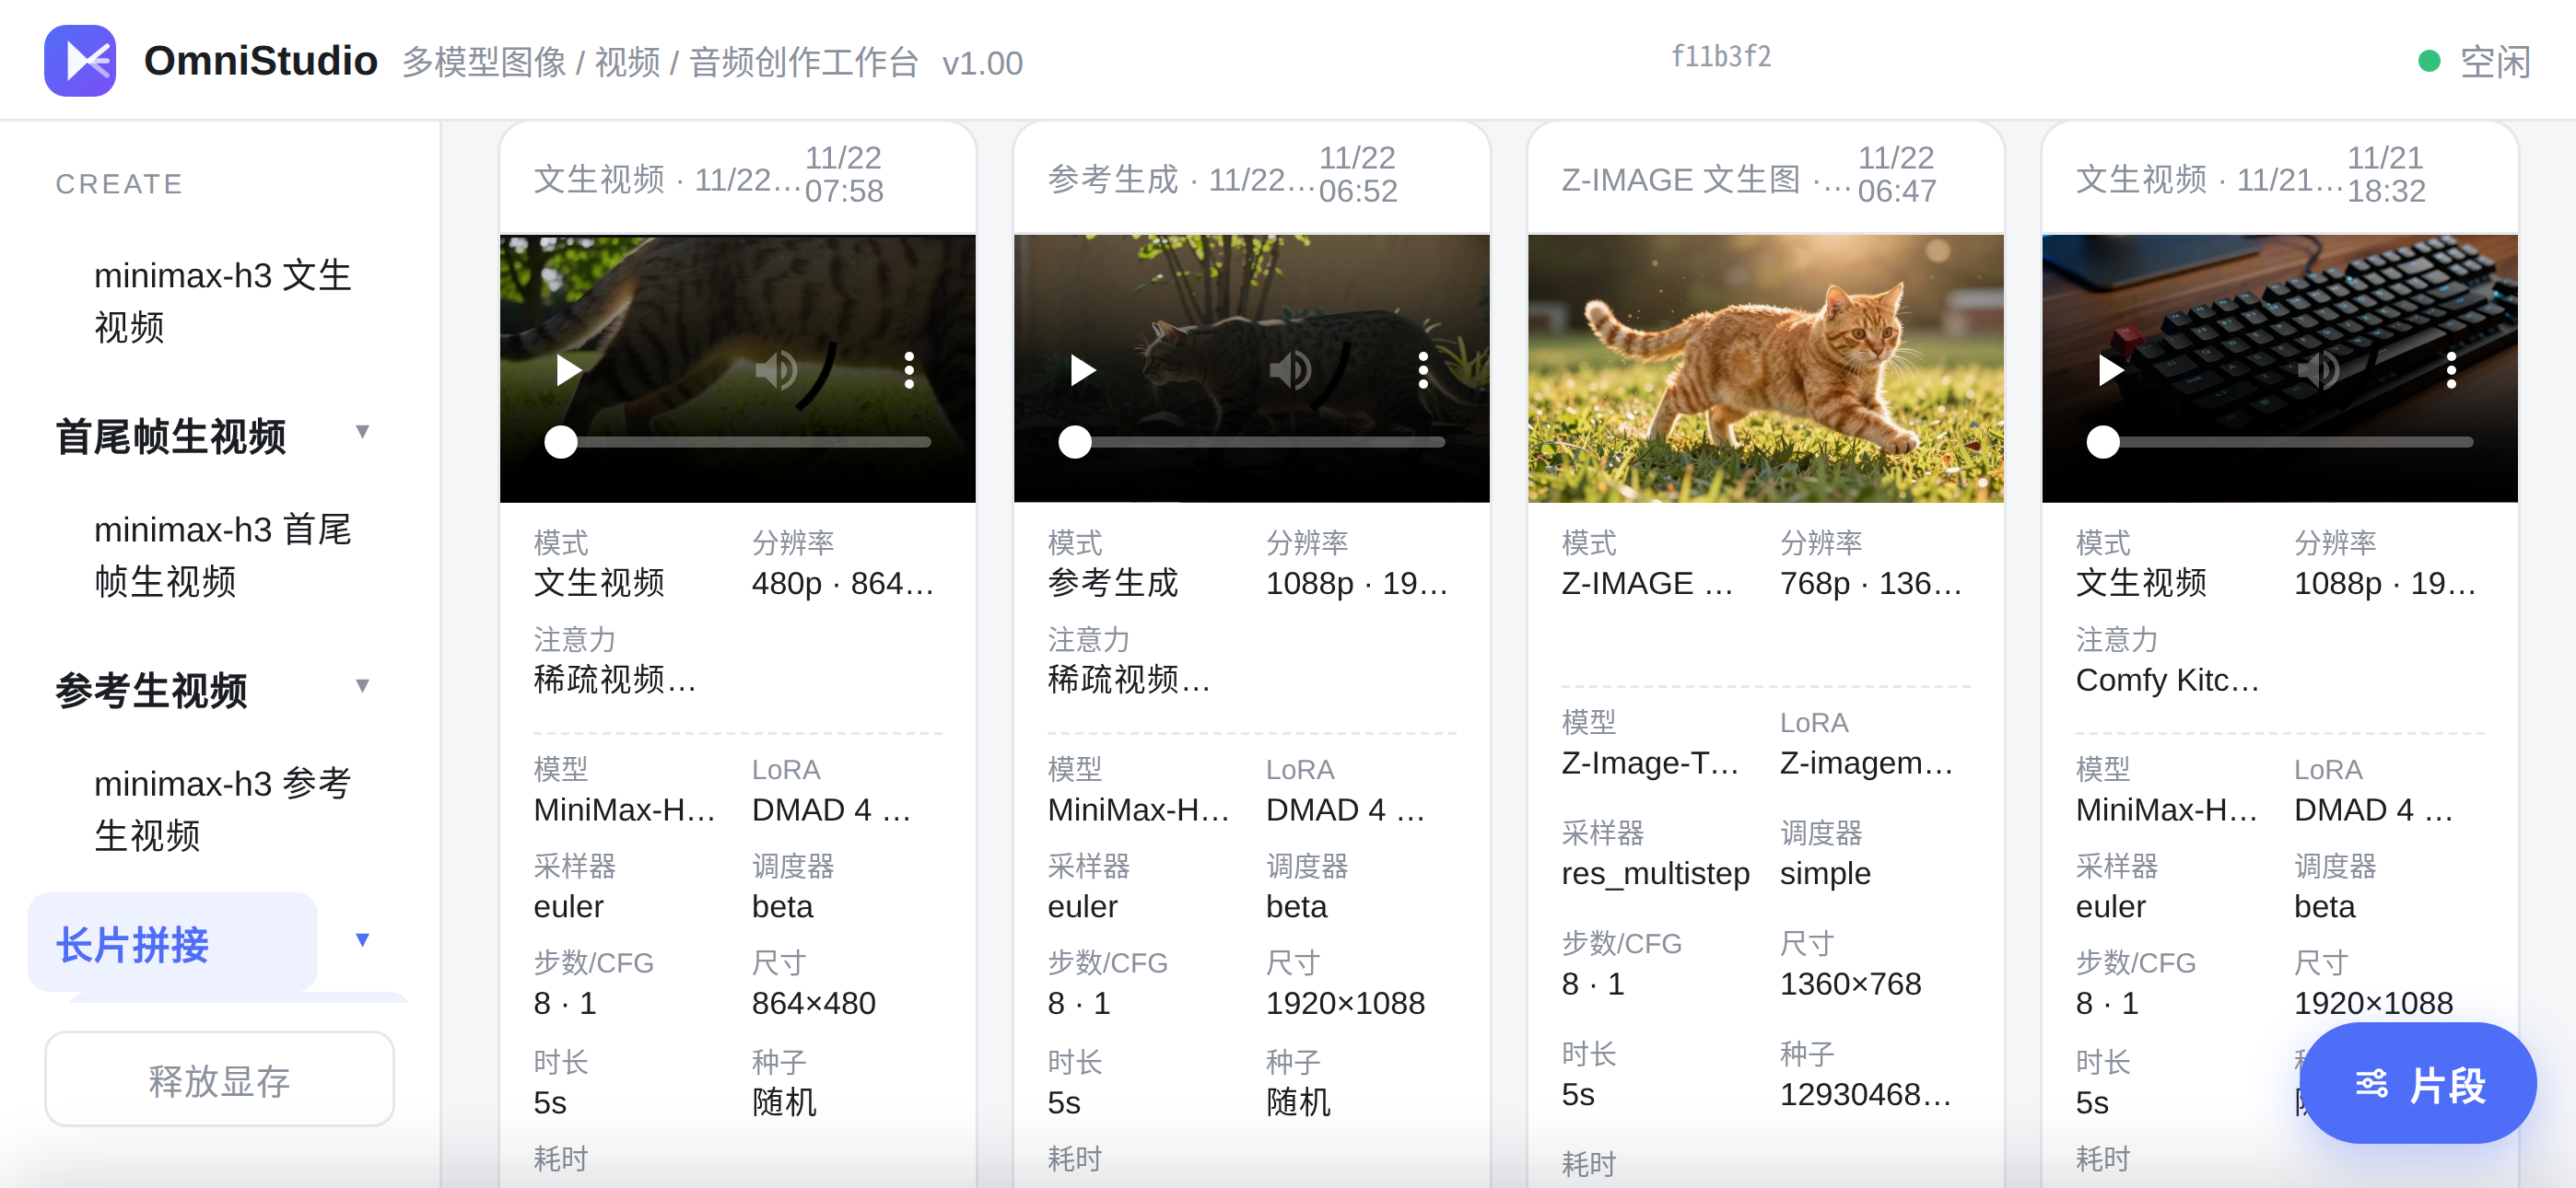 OmniStudio 多模型图像 / 视频 / 音频创作工作台 v1.00
f11b3f2
空闲
CREATE
minimax-h3 文生
视频
首尾帧生视频
minimax-h3 首尾
帧生视频
参考生视频
minimax-h3 参考
生视频
长片拼接
释放显存
文生视频 · 11/22…
11/22
07:58
模式
文生视频
分辨率
480p · 864…
注意力
稀疏视频…
模型
MiniMax-H…
LoRA
DMAD 4 …
采样器
euler
调度器
beta
步数/CFG
8 · 1
尺寸
864×480
时长
5s
种子
随机
耗时
参考生成 · 11/22…
11/22
06:52
模式
参考生成
分辨率
1088p · 19…
注意力
稀疏视频…
模型
MiniMax-H…
LoRA
DMAD 4 …
采样器
euler
调度器
beta
步数/CFG
8 · 1
尺寸
1920×1088
时长
5s
种子
随机
耗时
Z-IMAGE 文生图 ·…
11/22
06:47
模式
Z-IMAGE …
分辨率
768p · 136…
模型
Z-Image-T…
LoRA
Z-imagem…
采样器
res_multistep
调度器
simple
步数/CFG
8 · 1
尺寸
1360×768
时长
5s
种子
12930468…
耗时
文生视频 · 11/21…
11/21
18:32
模式
文生视频
分辨率
1088p · 19…
注意力
Comfy Kitc…
模型
MiniMax-H…
LoRA
DMAD 4 …
采样器
euler
调度器
beta
步数/CFG
8 · 1
尺寸
1920×1088
时长
5s
耗时
片段